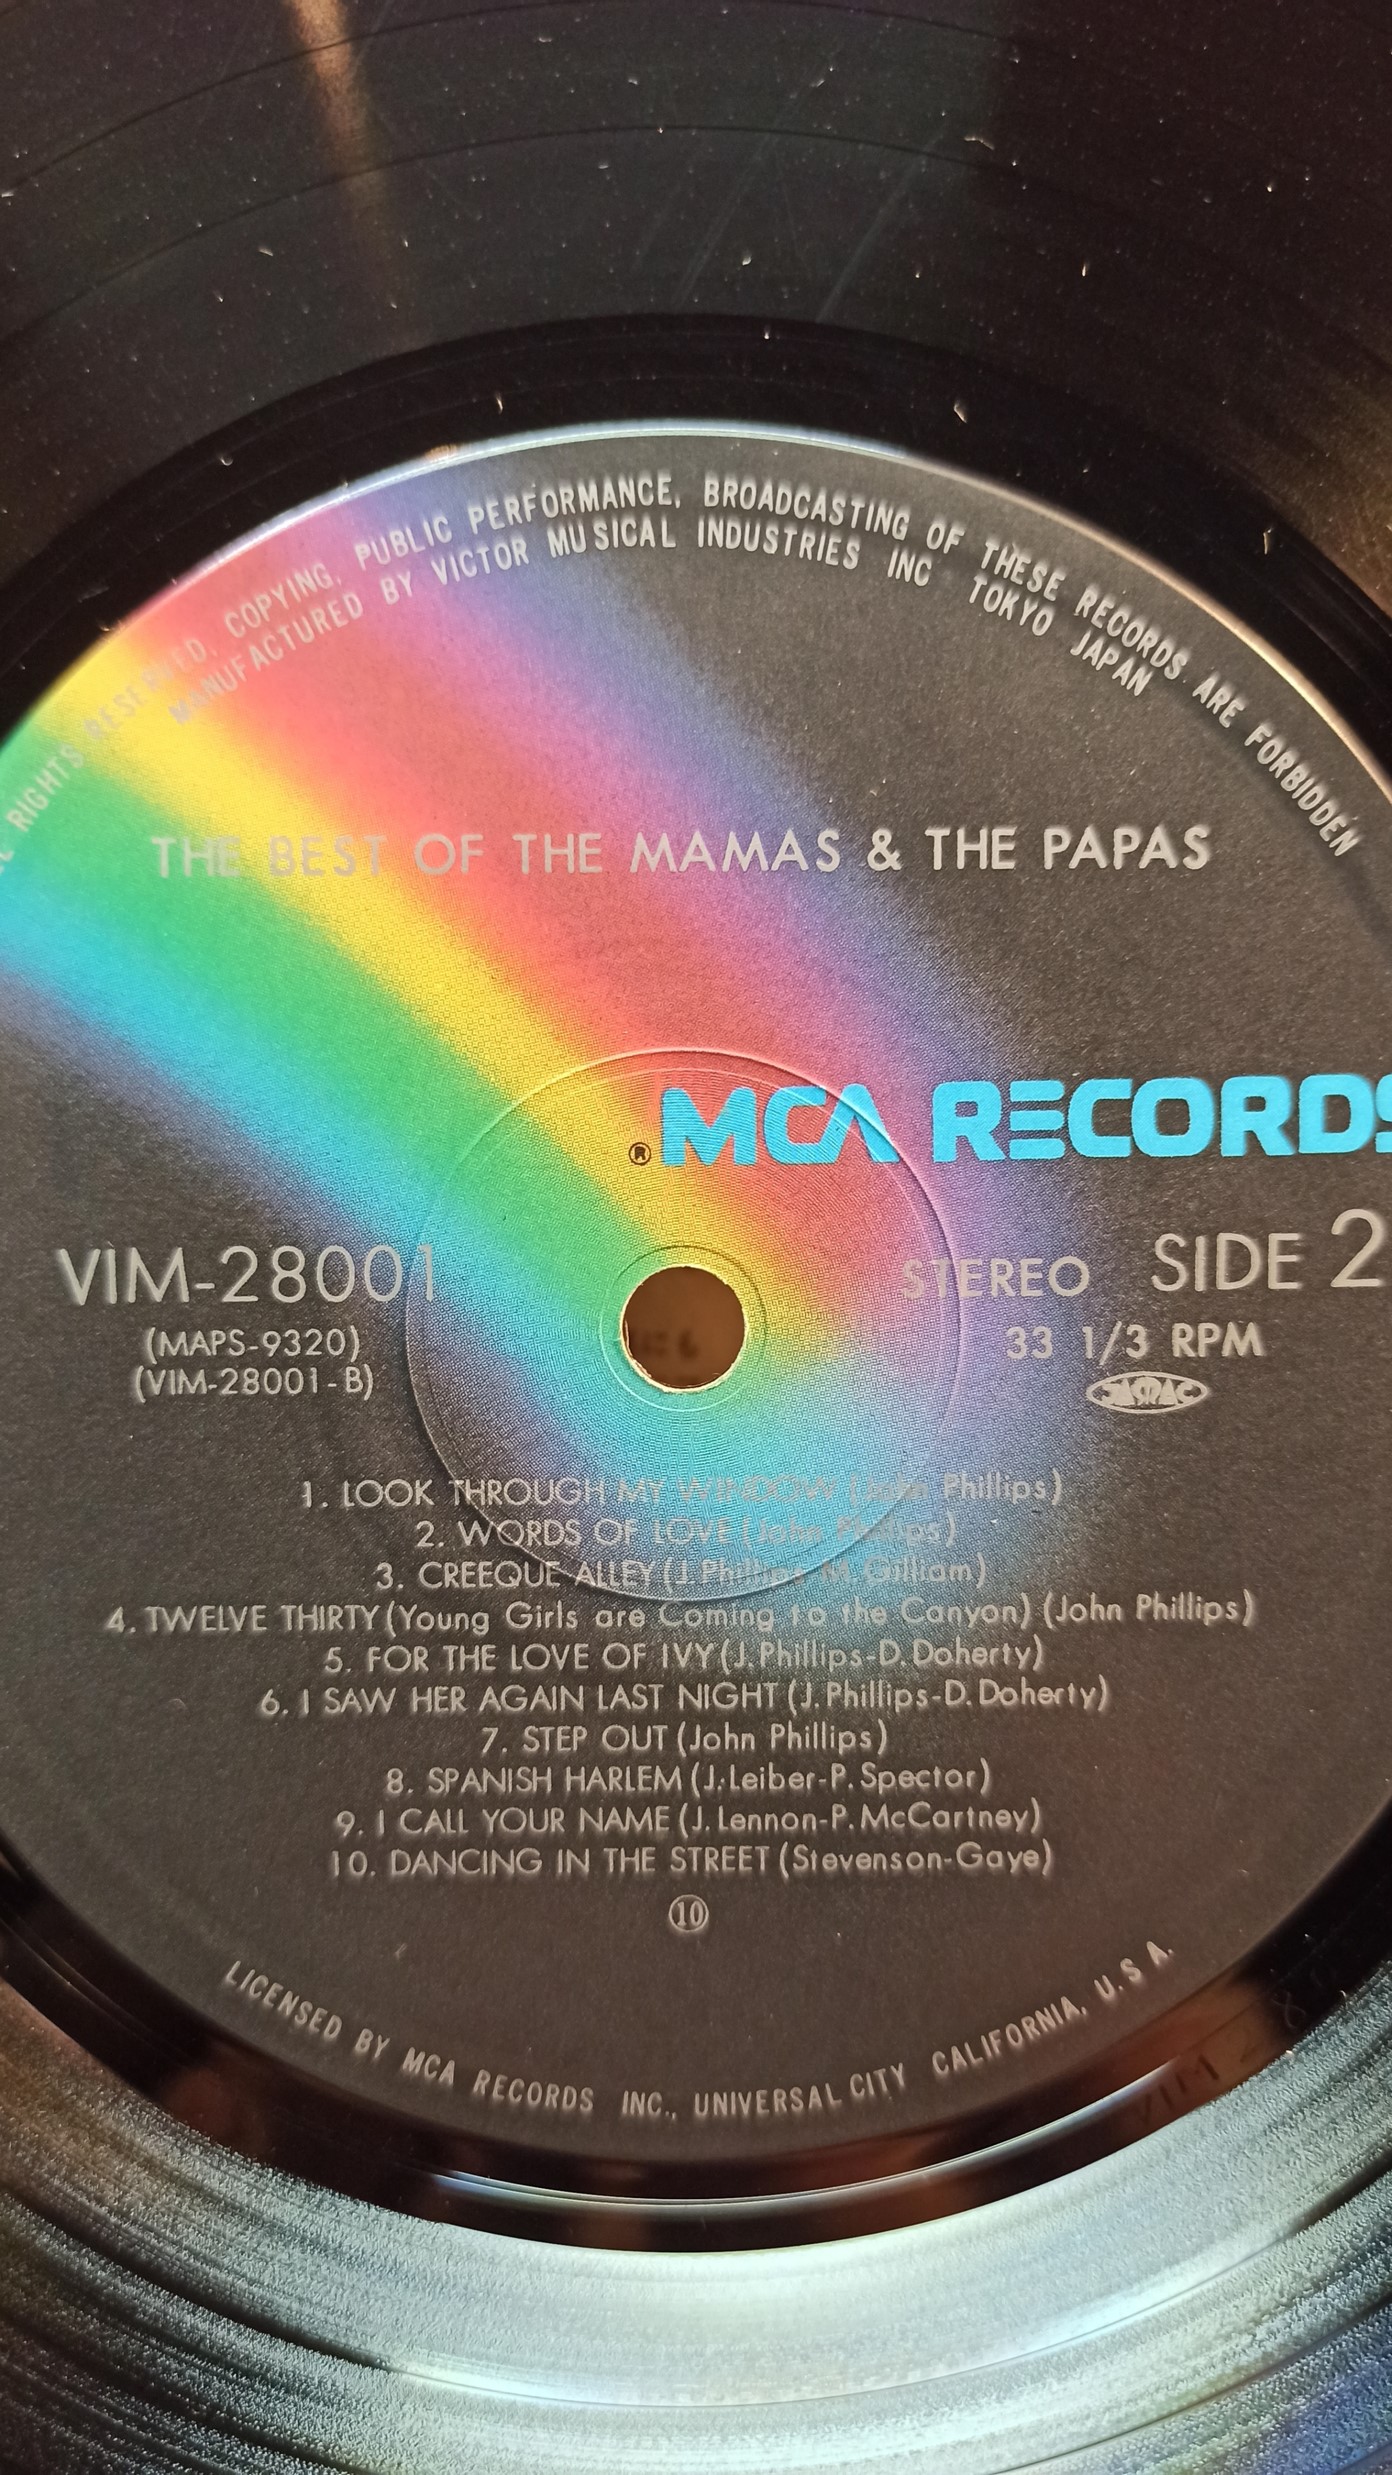 RIGHTS RESERVED, COPYING, PUBLIC PERFORMANCE, BROADCASTING OF THESE RECORDS ARE FORBIDDEN
MANUFACTURED BY VICTOR MUSICAL INDUSTRIES INC TOKYO JAPAN
THE BEST OF THE MAMAS & THE PAPAS
® MCA RECORDS
VIM-28001 STEREO SIDE 2
(MAPS-9320) 33 1/3 RPM
(VIM-28001-B) JASRAC
1. LOOK THROUGH MY WINDOW (John Phillips)
2. WORDS OF LOVE (John Phillips)
3. CREEQUE ALLEY (J.Phillips-M.Gilliam)
4. TWELVE THIRTY (Young Girls are Coming to the Canyon) (John Phillips)
5. FOR THE LOVE OF IVY (J.Phillips-D.Doherty)
6. I SAW HER AGAIN LAST NIGHT (J.Phillips-D.Doherty)
7. STEP OUT (John Phillips)
8. SPANISH HARLEM (J.Leiber-P.Spector)
9. I CALL YOUR NAME (J.Lennon-P.McCartney)
10. DANCING IN THE STREET (Stevenson-Gaye)
⑩
LICENSED BY MCA RECORDS INC., UNIVERSAL CITY CALIFORNIA, U.S A.